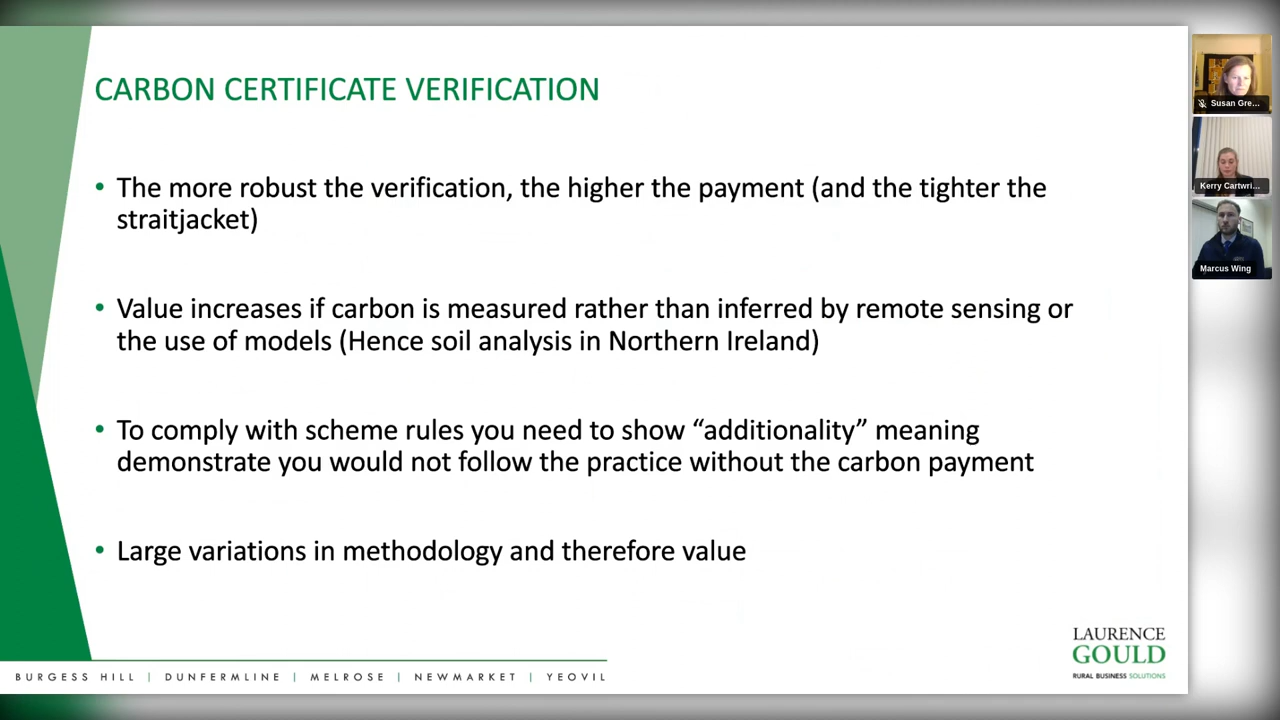 CARBON CERTIFICATE VERIFICATION
• The more robust the verification, the higher the payment (and the tighter the
straitjacket)
• Value increases if carbon is measured rather than inferred by remote sensing or
the use of models (Hence soil analysis in Northern Ireland)
• To comply with scheme rules you need to show “additionality” meaning
demonstrate you would not follow the practice without the carbon payment
• Large variations in methodology and therefore value
LAURENCE
GOULD
RURAL BUSINESS SOLUTIONS
BURGESS HILL | DUNFERMLINE | MELROSE | NEWMARKET | YEOVIL
Susan Gre...
Kerry Cartwri...
Marcus Wing